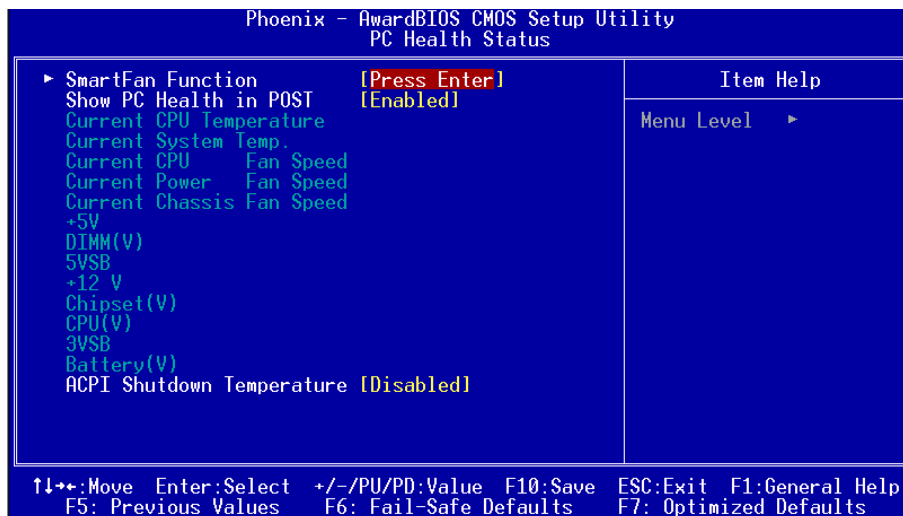 Phoenix - AwardBIOS CMOS Setup Utility
PC Health Status
▶ SmartFan Function [Press Enter]
Show PC Health in POST [Enabled]
Current CPU Temperature
Current System Temp.
Current CPU Fan Speed
Current Power Fan Speed
Current Chassis Fan Speed
+5V
DIMM(V)
5VSB
+12 V
Chipset(V)
CPU(V)
3VSB
Battery(V)
ACPI Shutdown Temperature [Disabled]
Item Help
Menu Level ▶
↑↓→←:Move Enter:Select +/-/PU/PD:Value F10:Save ESC:Exit F1:General Help
F5: Previous Values F6: Fail-Safe Defaults F7: Optimized Defaults